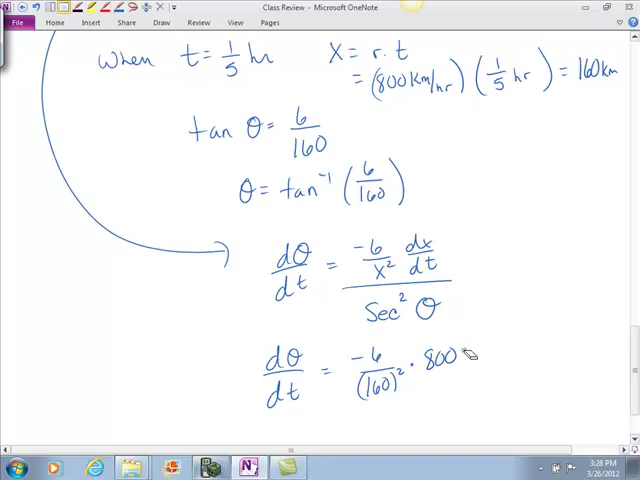 Class Review - Microsoft OneNote
File Home Insert Share Draw Review View
when t = 1/5 hr X = r · t
= (800 km/hr) (1/5 hr) = 160 km
tan θ = 6/160
θ = tan⁻¹ (6/160)
dθ/dt = (-6/x² dx/dt) / (sec² θ)
dθ/dt = -6/(160)² · 800
3:28 PM
3/26/2012